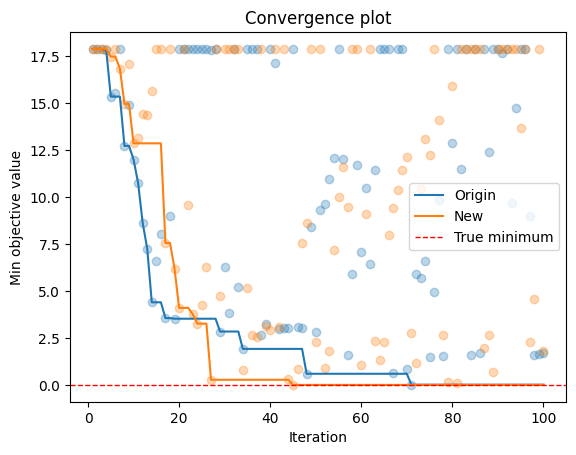 Convergence plot
Min objective value
17.5
15.0
12.5
10.0
7.5
5.0
2.5
0.0
Origin
New
True minimum
0
20
40
60
80
100
Iteration